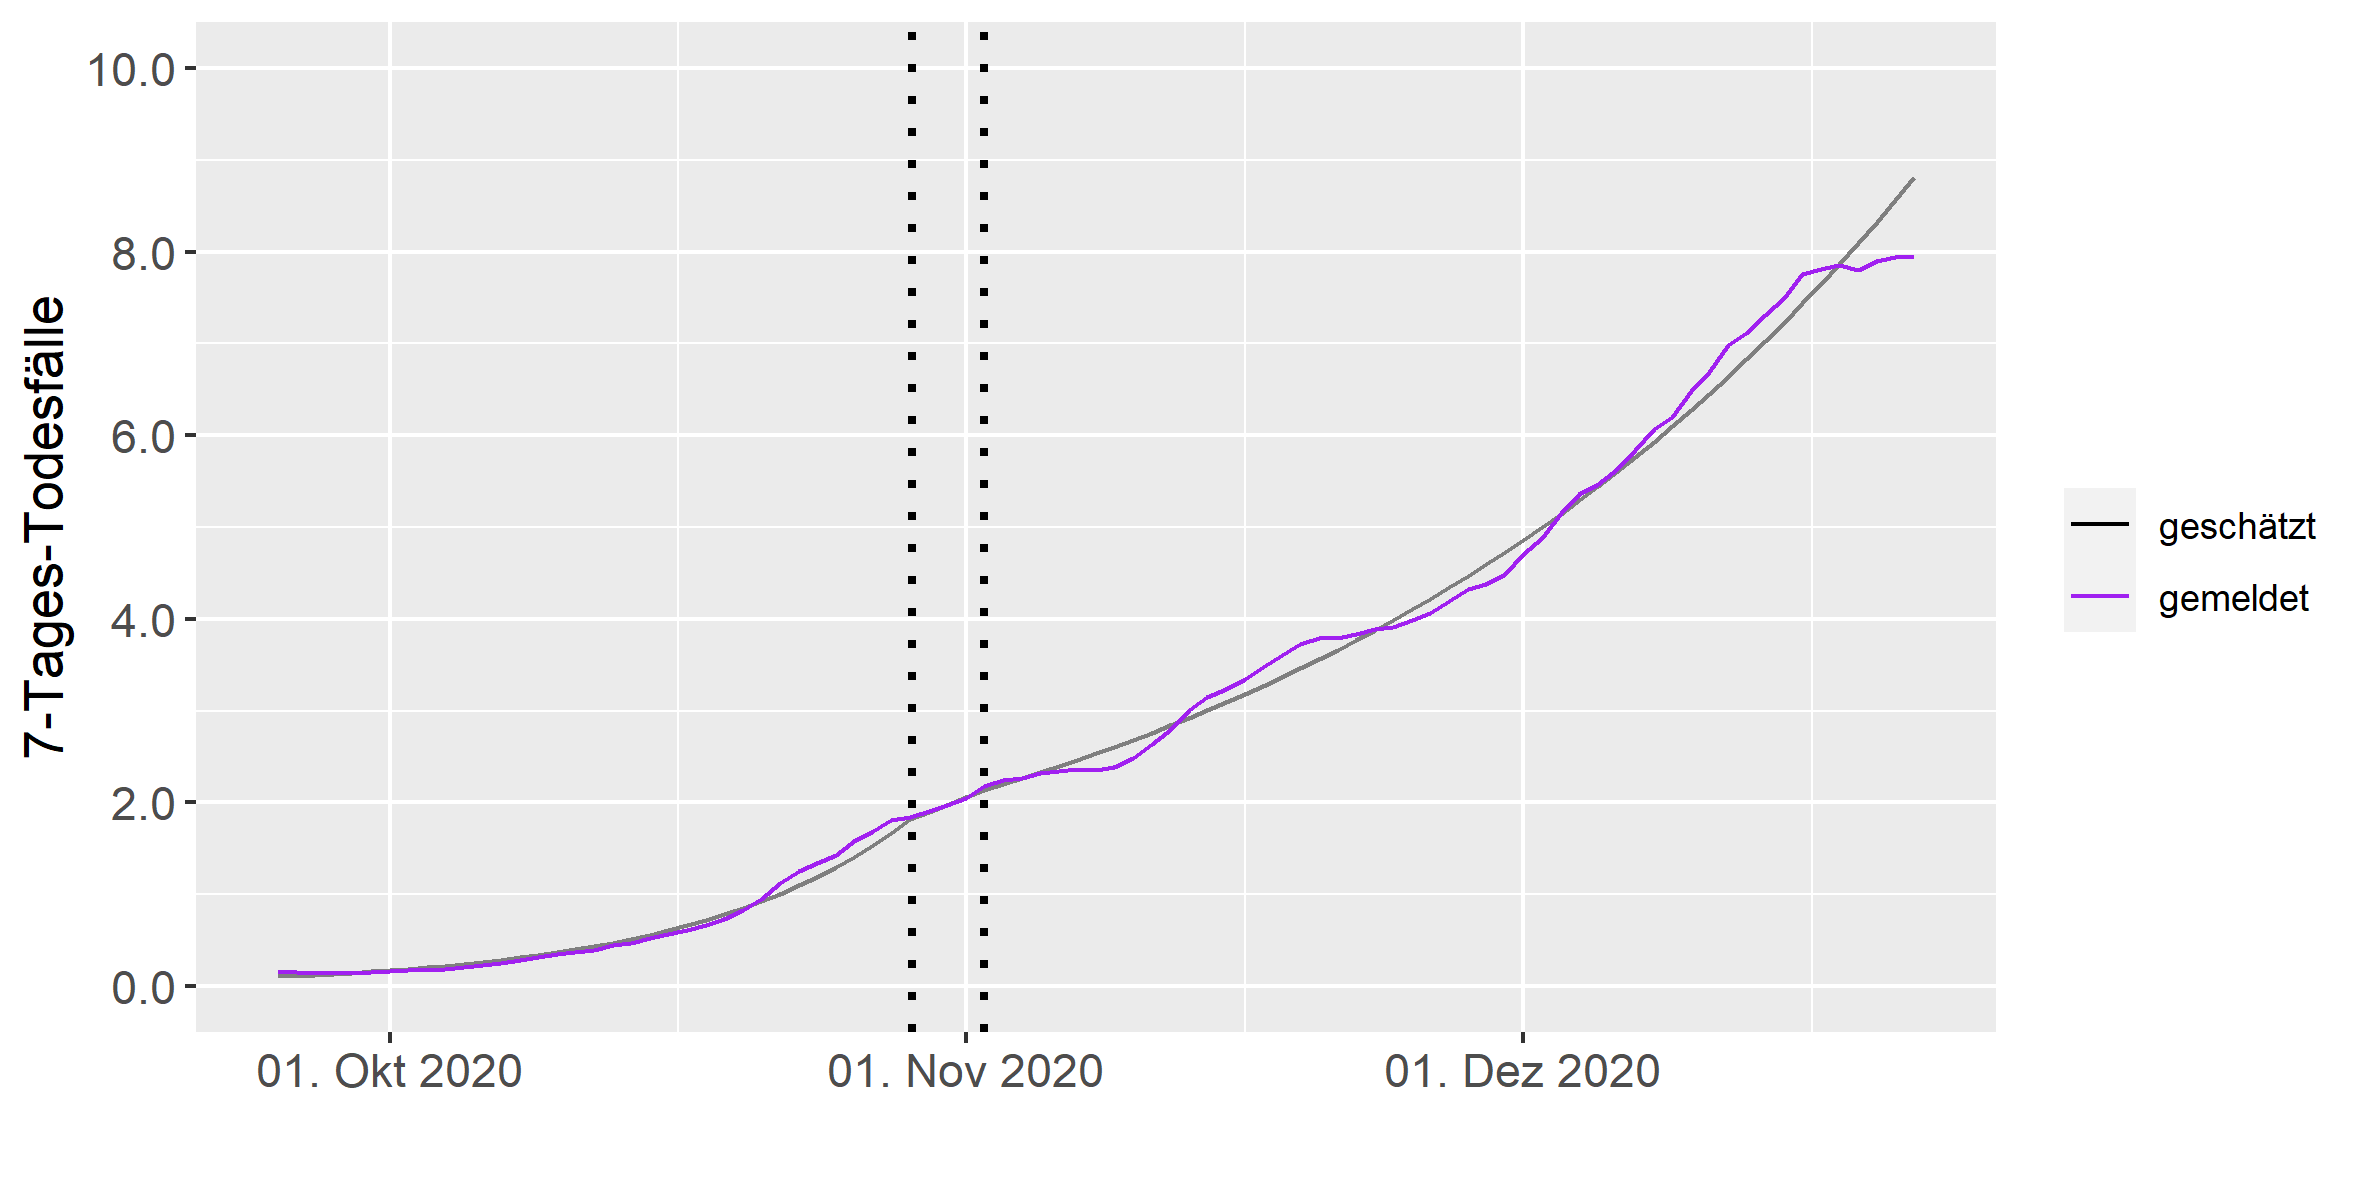 7-Tages-Todesfälle
10.0
8.0
6.0
4.0
2.0
0.0
01. Okt 2020
01. Nov 2020
01. Dez 2020
geschätzt
gemeldet